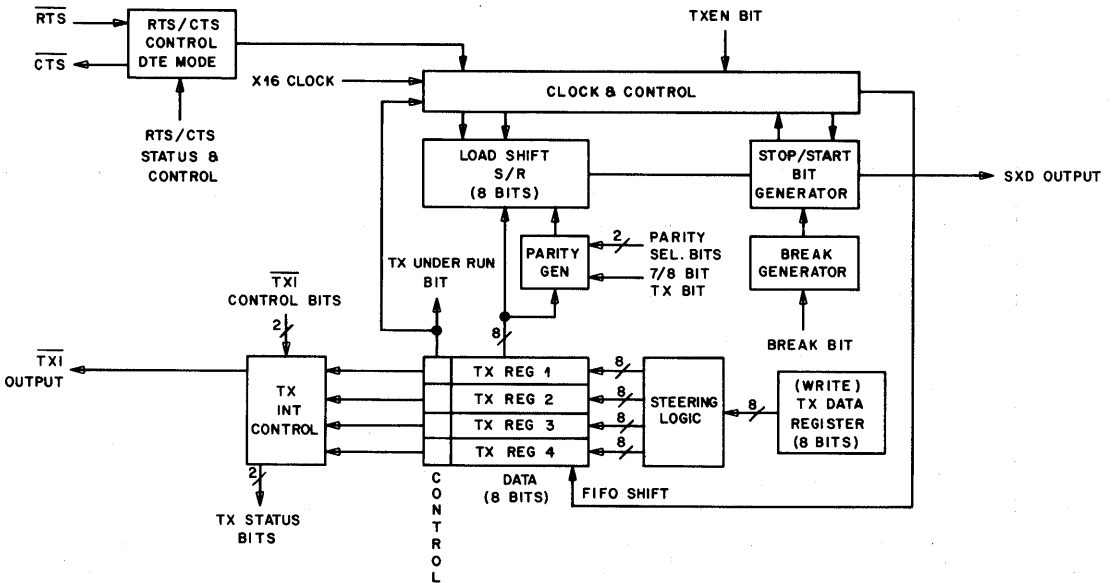 RTS
CTS
RTS/CTS
CONTROL
DTE MODE
RTS/CTS
STATUS &
CONTROL
TXEN BIT
X16 CLOCK
CLOCK & CONTROL
LOAD SHIFT
S/R
(8 BITS)
STOP/START
BIT
GENERATOR
SXD OUTPUT
PARITY
GEN
2
PARITY
SEL. BITS
7/8 BIT
TX BIT
BREAK
GENERATOR
BREAK BIT
TX UNDER RUN
BIT
TXI
CONTROL BITS
2
8
TXI
OUTPUT
TX
INT
CONTROL
2
TX STATUS
BITS
TX REG 1
TX REG 2
TX REG 3
TX REG 4
8
8
8
8
STEERING
LOGIC
8
(WRITE)
TX DATA
REGISTER
(8 BITS)
CONTROL
DATA
(8 BITS)
FIFO SHIFT